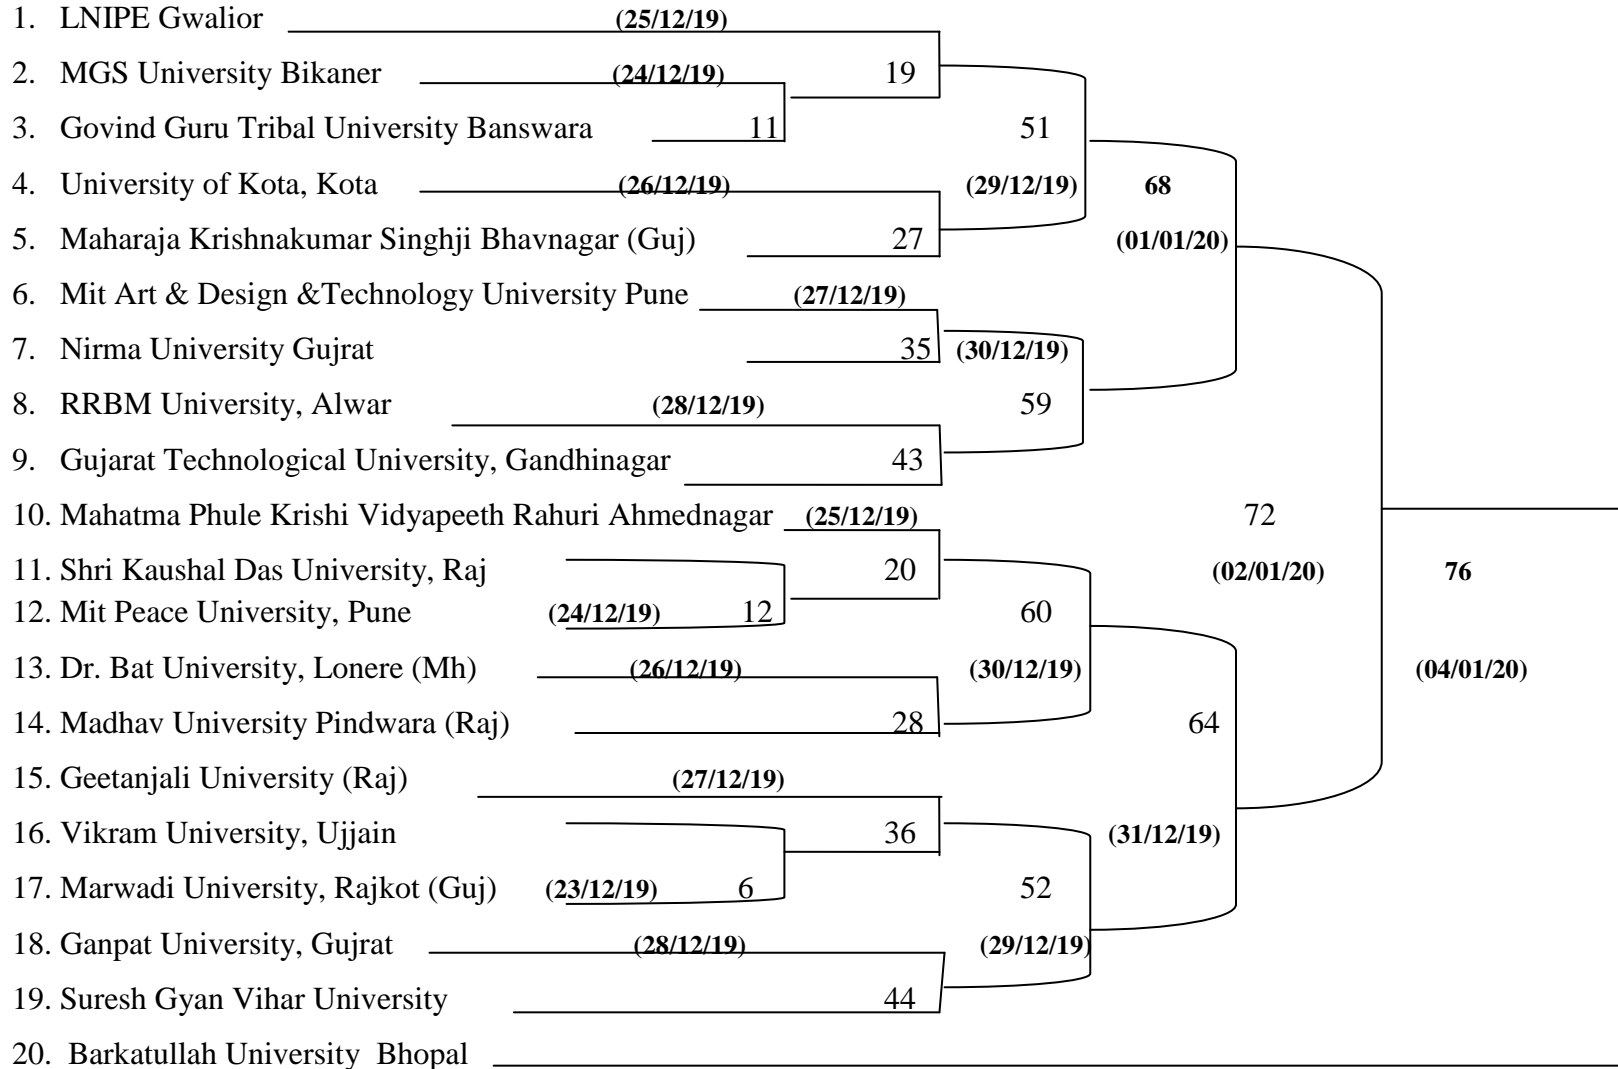 1. LNIPE Gwalior (25/12/19)
2. MGS University Bikaner (24/12/19) 19
3. Govind Guru Tribal University Banswara 11 51
4. University of Kota, Kota (26/12/19) (29/12/19) 68
5. Maharaja Krishnakumar Singhji Bhavnagar (Guj) 27 (01/01/20)
6. Mit Art & Design &Technology University Pune (27/12/19)
7. Nirma University Gujrat 35 (30/12/19)
8. RRBM University, Alwar (28/12/19) 59
9. Gujarat Technological University, Gandhinagar 43
10. Mahatma Phule Krishi Vidyapeeth Rahuri Ahmednagar (25/12/19) 72
11. Shri Kaushal Das University, Raj 20 (02/01/20) 76
12. Mit Peace University, Pune (24/12/19) 12 60
13. Dr. Bat University, Lonere (Mh) (26/12/19) (30/12/19) (04/01/20)
14. Madhav University Pindwara (Raj) 28 64
15. Geetanjali University (Raj) (27/12/19)
16. Vikram University, Ujjain 36 (31/12/19)
17. Marwadi University, Rajkot (Guj) (23/12/19) 6 52
18. Ganpat University, Gujrat (28/12/19) (29/12/19)
19. Suresh Gyan Vihar University 44
20. Barkatullah University Bhopal